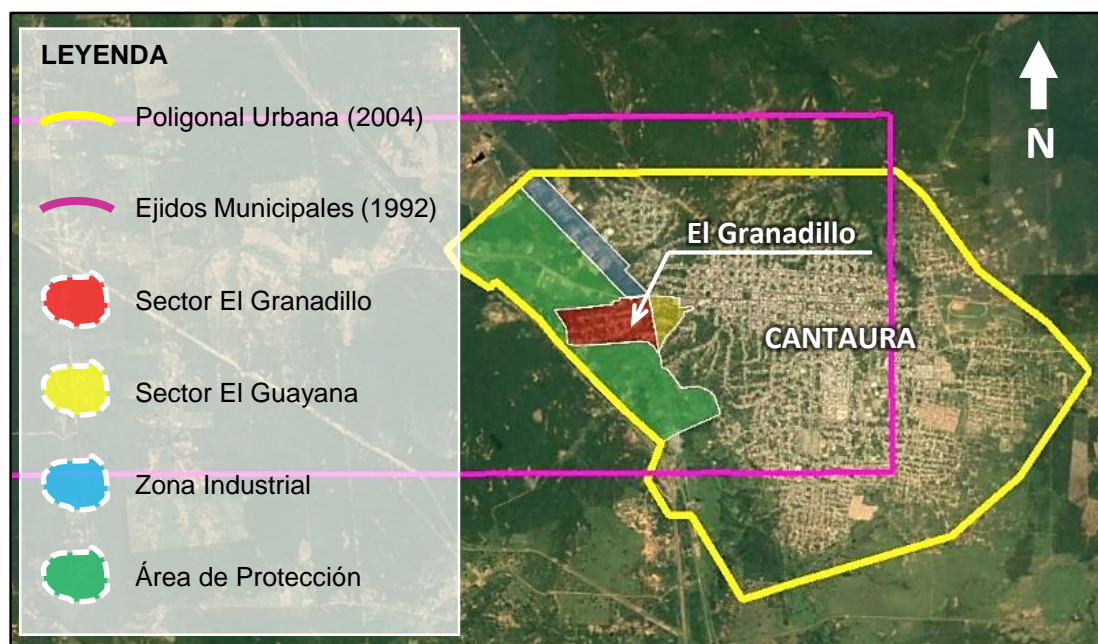 LEYENDA
Poligonal Urbana (2004)
Ejidos Municipales (1992)
Sector El Granadillo
Sector El Guayana
Zona Industrial
Área de Protección
El Granadillo
CANTAURA
N